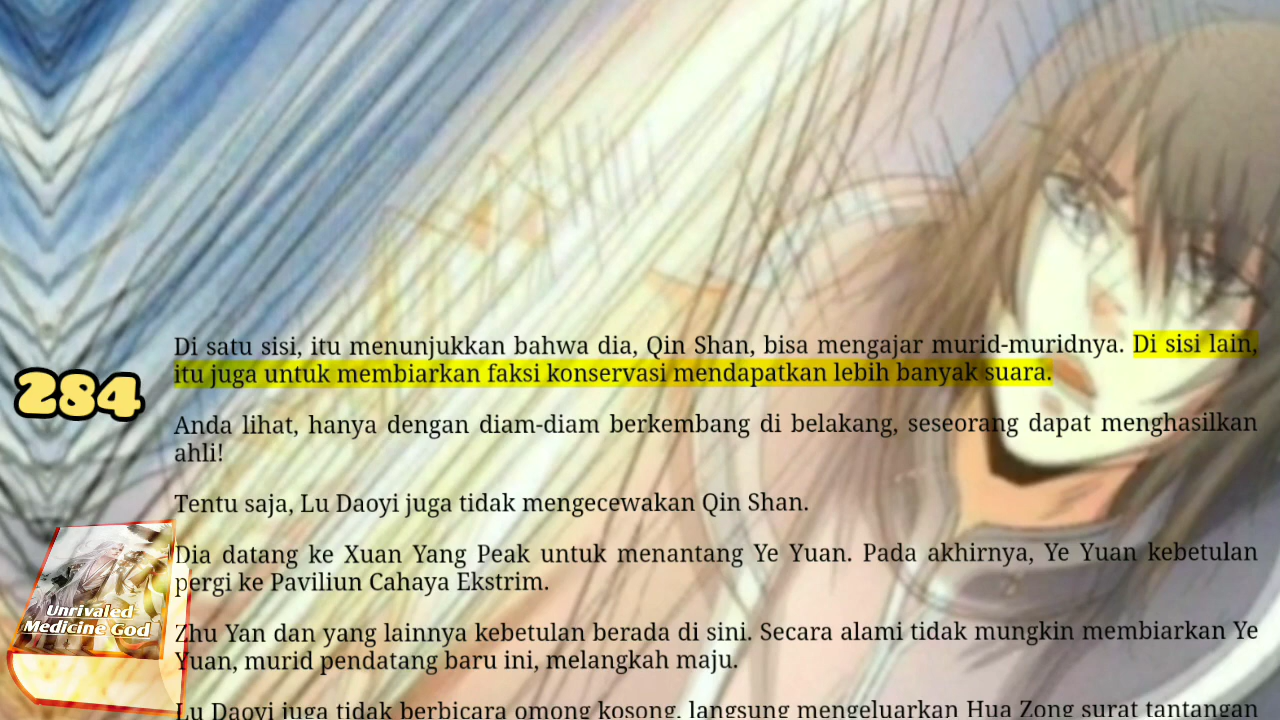 Di satu sisi, itu menunjukkan bahwa dia, Qin Shan, bisa mengajar murid-muridnya. Di sisi lain,
itu juga untuk membiarkan faksi konservasi mendapatkan lebih banyak suara.
284
Anda lihat, hanya dengan diam-diam berkembang di belakang, seseorang dapat menghasilkan
ahli!
Tentu saja, Lu Daoyi juga tidak mengecewakan Qin Shan.
Dia datang ke Xuan Yang Peak untuk menantang Ye Yuan. Pada akhirnya, Ye Yuan kebetulan
pergi ke Paviliun Cahaya Ekstrim.
Unrivaled
Medicine God
Zhu Yan dan yang lainnya kebetulan berada di sini. Secara alami tidak mungkin membiarkan Ye
Yuan, murid pendatang baru ini, melangkah maju.
Lu Daoyi juga tidak berbicara omong kosong, langsung mengeluarkan Hua Zong surat tantangan